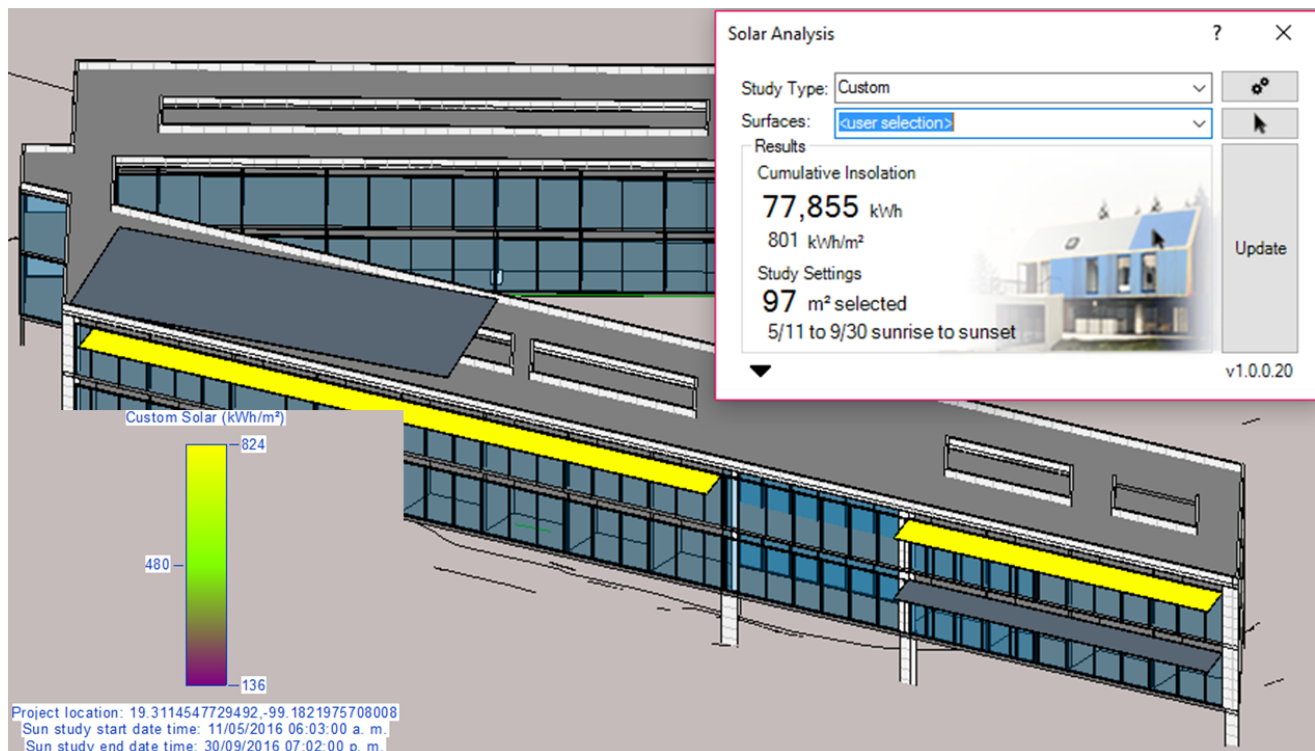 Solar Analysis
?
Study Type: Custom
Surfaces: <user selection>
Results
Cumulative Insolation
77,855 kWh
801 kWh/m²
Study Settings
97 m² selected
5/11 to 9/30 sunrise to sunset
Update
v1.0.0.20
Custom Solar (kWh/m²)
824
480
136
Project location: 19.3114547729492,-99.1821975708008
Sun study start date time: 11/05/2016 06:03:00 a. m.
Sun study end date time: 30/09/2016 07:02:00 p. m.